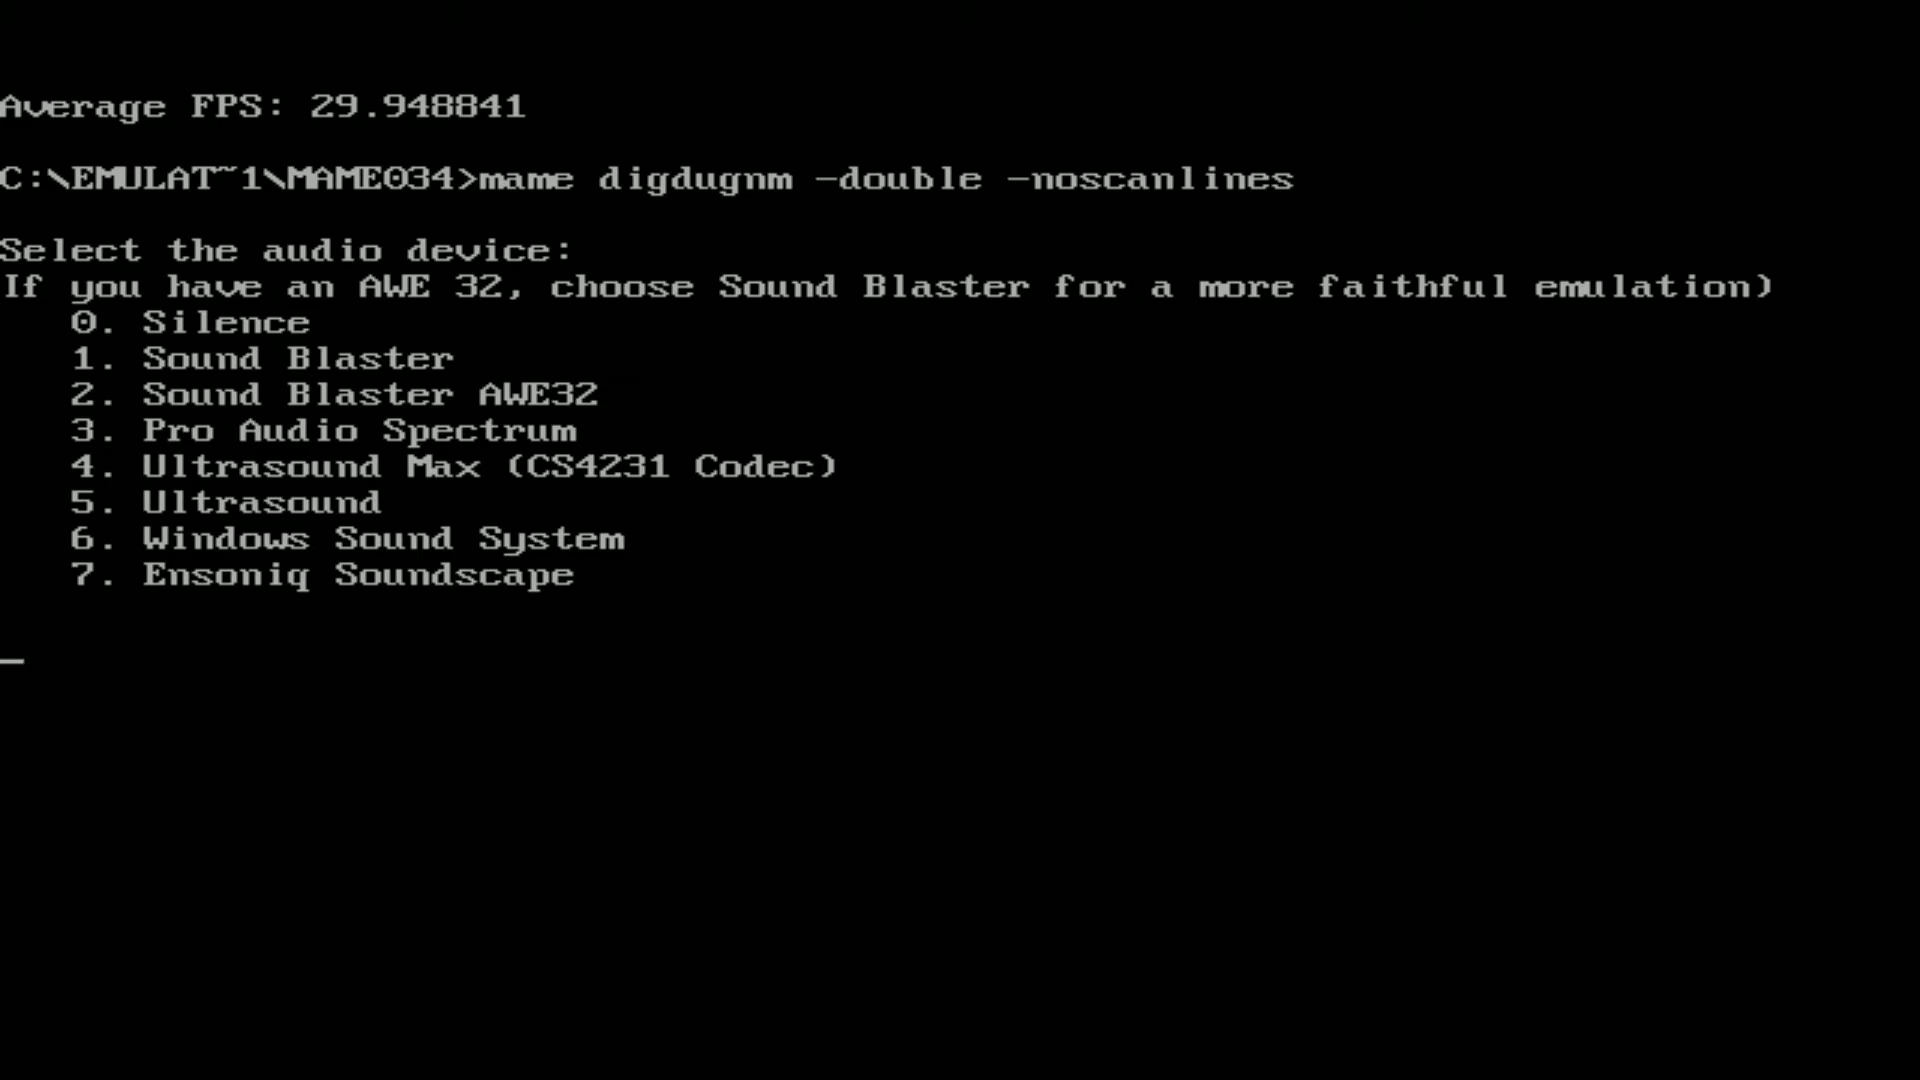 Average FPS: 29.948841
C:\EMULAT~1\MAME034>mame digdugnm -double -noscanlines
Select the audio device:
If you have an AWE 32, choose Sound Blaster for a more faithful emulation)
0. Silence
1. Sound Blaster
2. Sound Blaster AWE32
3. Pro Audio Spectrum
4. Ultrasound Max (CS4231 Codec)
5. Ultrasound
6. Windows Sound System
7. Ensoniq Soundscape
_